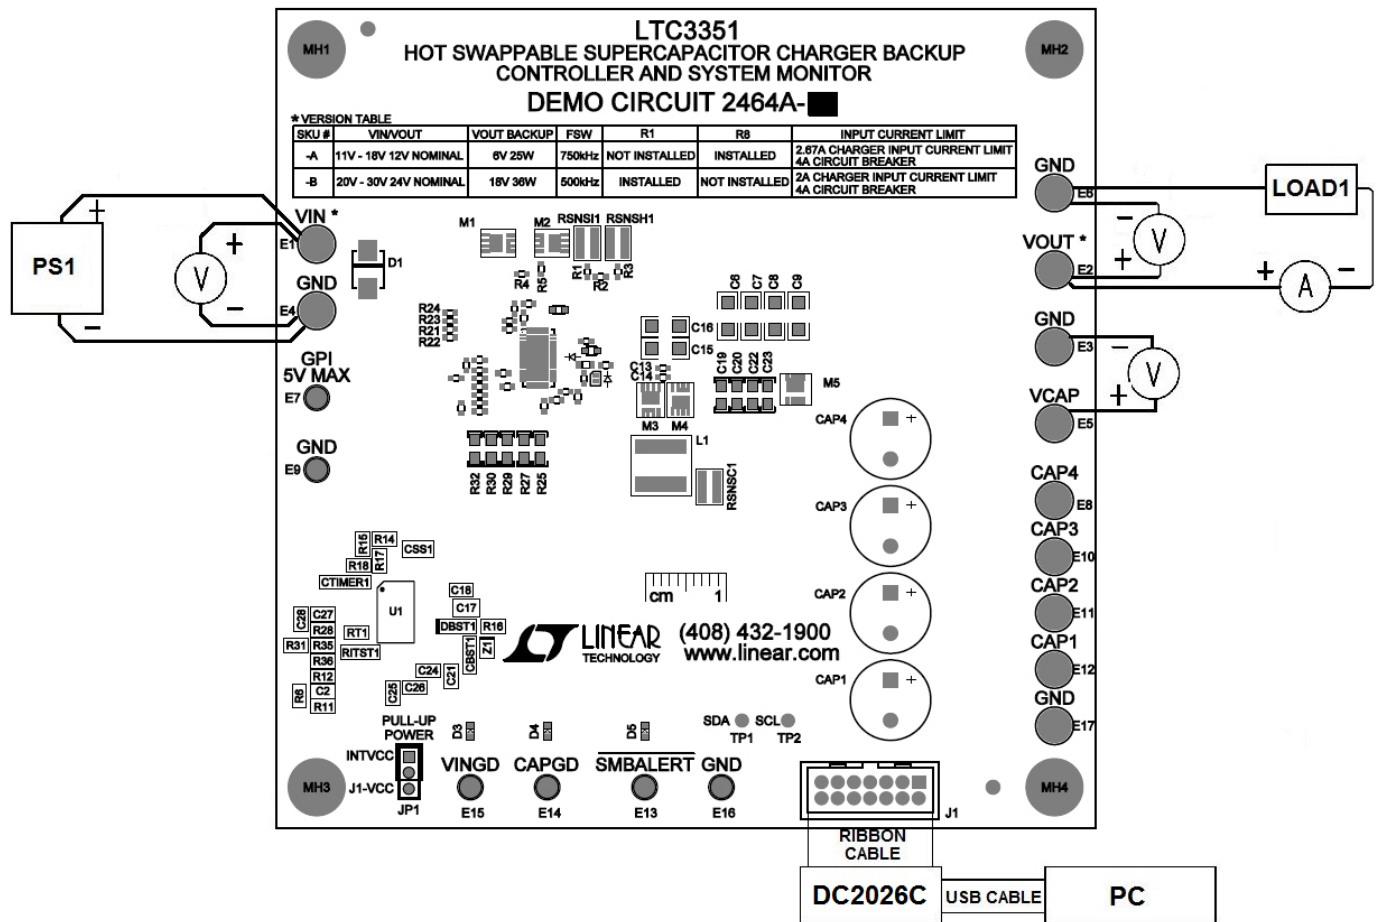 LTC3351
HOT SWAPPABLE SUPERCAPACITOR CHARGER BACKUP
CONTROLLER AND SYSTEM MONITOR
DEMO CIRCUIT 2464A-
MH1
MH2
* VERSION TABLE
SKU # VIN/VOUT VOUT BACKUP FSW R1 R8 INPUT CURRENT LIMIT
-A 11V - 18V 12V NOMINAL 6V 25W 750kHz NOT INSTALLED INSTALLED 2.67A CHARGER INPUT CURRENT LIMIT
4A CIRCUIT BREAKER
-B 20V - 30V 24V NOMINAL 18V 36W 500kHz INSTALLED NOT INSTALLED 2A CHARGER INPUT CURRENT LIMIT
4A CIRCUIT BREAKER
PS1
+
−
V
+
−
VIN *
E1
GND
E4
D1
GPI
5V MAX
E7
GND
E9
M1
M2
RSNSI1
RSNSH1
R4
R5
R1
R2
R3
R24
R23
R21
R22
C6
C7
C8
C9
C16
C15
C13
C14
C19
C20
C22
C23
M5
M3
M4
L1
RSNSC1
R32
R30
R29
R27
R25
CAP4 +
CAP3 +
CAP2 +
CAP1 +
GND
E6
VOUT *
E2
−
V
+
LOAD1
+
−
A
GND
E3
−
V
+
VCAP
E5
CAP4
E8
CAP3
E10
CAP2
E11
CAP1
E12
GND
E17
R15
R14
CSS1
R18
R17
CTIMER1
U1
C28
C27
R28
RT1
R31
R35
RITST1
R36
R12
R6
C2
R11
C18
C17
DBST1
R16
CBST1
Z1
C24
C21
C25
C26
cm 1
LINEAR
TECHNOLOGY
(408) 432-1900
www.linear.com
PULL-UP
POWER
INTVCC
J1-VCC
JP1
MH3
D3
VINGD
E15
D4
CAPGD
E14
D5
SMBALERT
E13
GND
E16
SDA
TP1
SCL
TP2
J1
MH4
RIBBON
CABLE
DC2026C
USB CABLE
PC